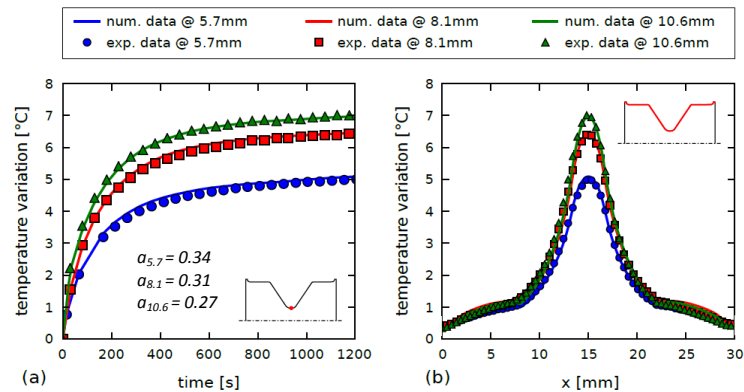 num. data @ 5.7mm num. data @ 8.1mm num. data @ 10.6mm
exp. data @ 5.7mm exp. data @ 8.1mm exp. data @ 10.6mm
temperature variation [°C]
8
7
6
5
4
3
2
1
0
a5.7 = 0.34
a8.1 = 0.31
a10.6 = 0.27
0 200 400 600 800 1000 1200
(a) time [s]
temperature variation [°C]
8
7
6
5
4
3
2
1
0
0 5 10 15 20 25 30
(b) x [mm]